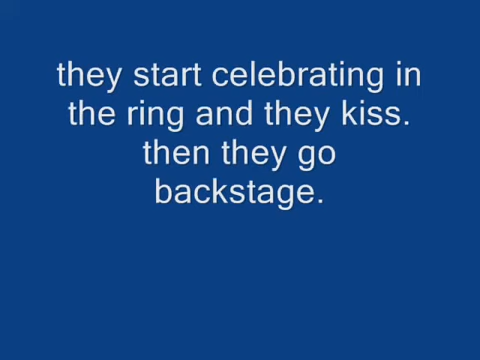 they start celebrating in
the ring and they kiss.
then they go
backstage.